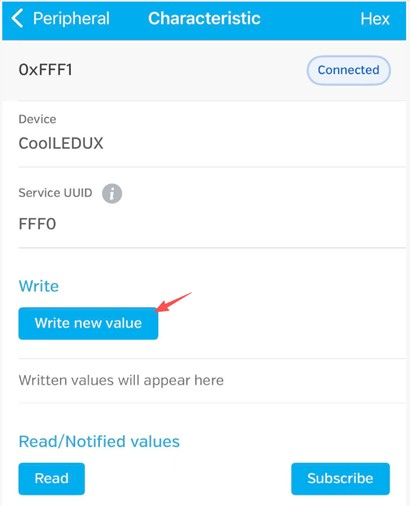 Peripheral Characteristic Hex
0xFFF1 Connected
Device
CoolLEDUX
Service UUID i
FFF0
Write
Write new value
Written values will appear here
Read/Notified values
Read Subscribe